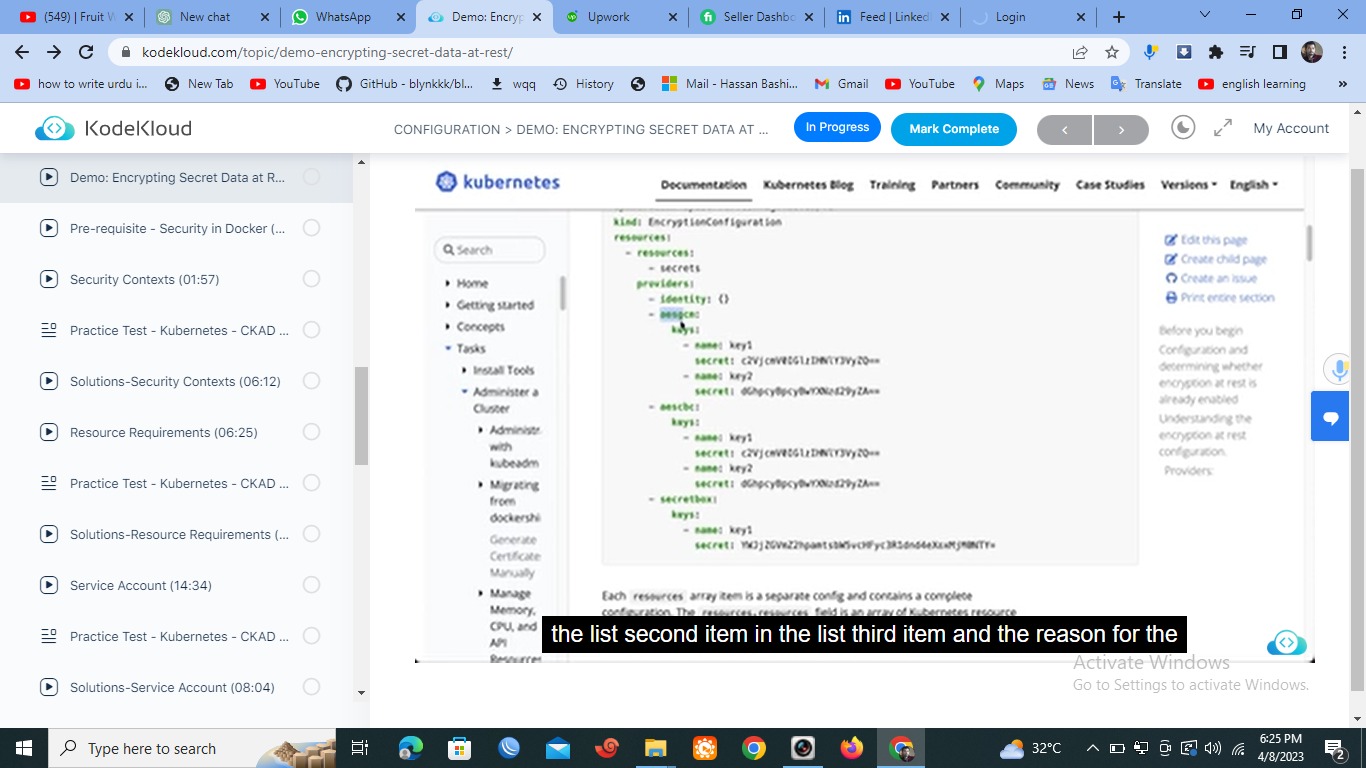 (549) | Fruit W
New chat
WhatsApp
Demo: Encryp
Upwork
Seller Dashbo
Feed | Linked
Login
kodekloud.com/topic/demo-encrypting-secret-data-at-rest/
how to write urdu i...
New Tab
YouTube
GitHub - blynkkk/bl...
wqq
History
Mail - Hassan Bashi...
Gmail
YouTube
Maps
News
Translate
english learning
»
KodeKloud
CONFIGURATION > DEMO: ENCRYPTING SECRET DATA AT ...
In Progress
Mark Complete
My Account
Demo: Encrypting Secret Data at R...
Pre-requisite - Security in Docker (...
Security Contexts (01:57)
Practice Test - Kubernetes - CKAD ...
Solutions-Security Contexts (06:12)
Resource Requirements (06:25)
Practice Test - Kubernetes - CKAD ...
Solutions-Resource Requirements (...
Service Account (14:34)
Practice Test - Kubernetes - CKAD ...
Solutions-Service Account (08:04)
kubernetes
Documentation
Kubernetes Blog
Training
Partners
Community
Case Studies
Versions
English
Search
Home
Getting started
Concepts
Tasks
Install Tools
Administer a
Cluster
Administr
with
kubeadm
Migrating
from
dockershi
Generate
Certificate
Manually
Manage
Memory,
CPU, and
API
Resources
kind: EncryptionConfiguration
resources:
- resources:
- secrets
providers:
- identity: {}
- aesgcm:
keys:
- name: key1
secret: c2VjcmV0IGlzIHNlY3VyZQ==
- name: key2
secret: dGhpcyBpcyBwYXNzd29yZA==
- aescbc:
keys:
- name: key1
secret: c2VjcmV0IGlzIHNlY3VyZQ==
- name: key2
secret: dGhpcyBpcyBwYXNzd29yZA==
- secretbox:
keys:
- name: key1
secret:
Each resources array item is a separate config and contains a complete
configuration. The resources.resources field is an array of Kubernetes resource
Edit this page
Create child page
Create an issue
Print entire section
Before you begin
Configuration and
determining whether
encryption at rest is
already enabled
Understanding the
encryption at rest
configuration.
Providers:
the list second item in the list third item and the reason for the
Activate Windows
Go to Settings to activate Windows.
Type here to search
32°C
6:25 PM
4/8/2023
2